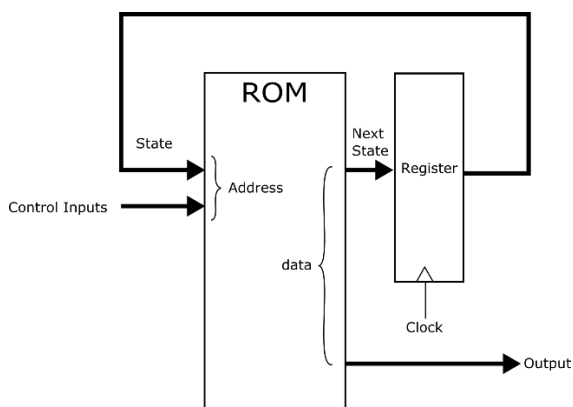 ROM
State
Next
State
Address
Register
Control Inputs
data
Clock
Output